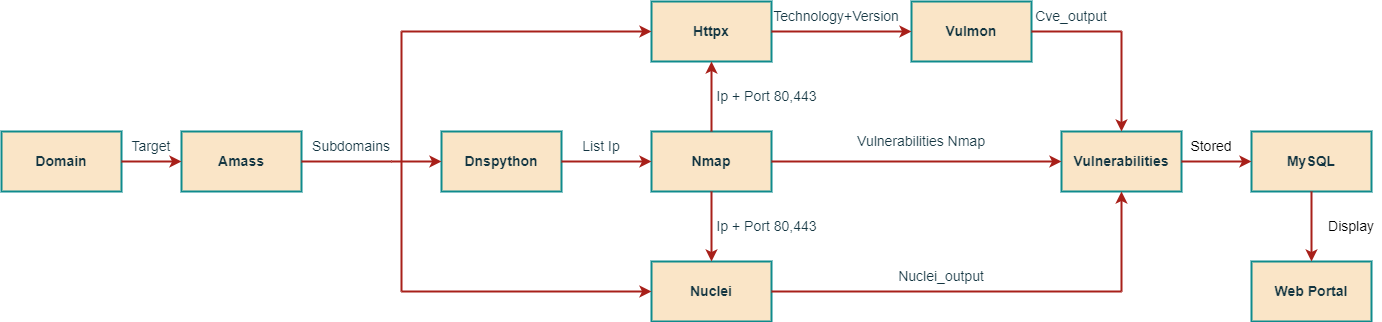 Httpx
Technology+Version
Vulmon
Cve_output
Ip + Port 80,443
Domain
Target
Amass
Subdomains
Dnspython
List Ip
Nmap
Vulnerabilities Nmap
Vulnerabilities
Stored
MySQL
Ip + Port 80,443
Display
Nuclei
Nuclei_output
Web Portal